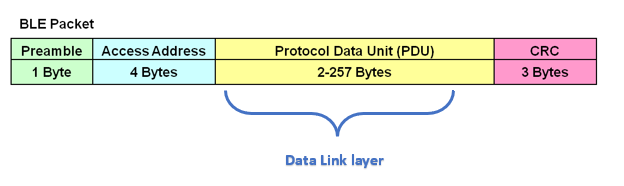 BLE Packet
Preamble Access Address Protocol Data Unit (PDU) CRC
1 Byte 4 Bytes 2-257 Bytes 3 Bytes
Data Link layer